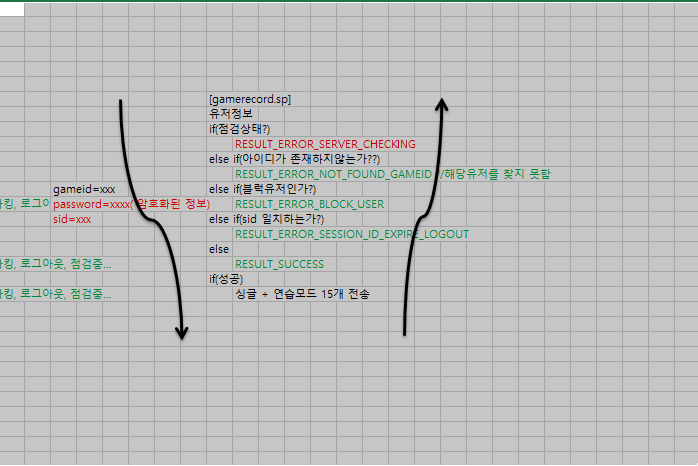 [gamerecord.sp]
유저정보
if(점검상태?)
RESULT_ERROR_SERVER_CHECKING
else if(아이디가 존재하지않는가??)
RESULT_ERROR_NOT_FOUND_GAMEID //해당유저를 찾지 못함
gameid=xxx
else if(블럭유저인가?)
킹, 로그아
password=xxxx( 암호화된 정보)
RESULT_ERROR_BLOCK_USER
sid=xxx
else if(sid 일치하는가?)
RESULT_ERROR_SESSION_ID_EXPIRE_LOGOUT
else
킹, 로그아웃, 점검중...
RESULT_SUCCESS
if(성공)
킹, 로그아웃, 점검중...
싱글 + 연습모드 15개 전송